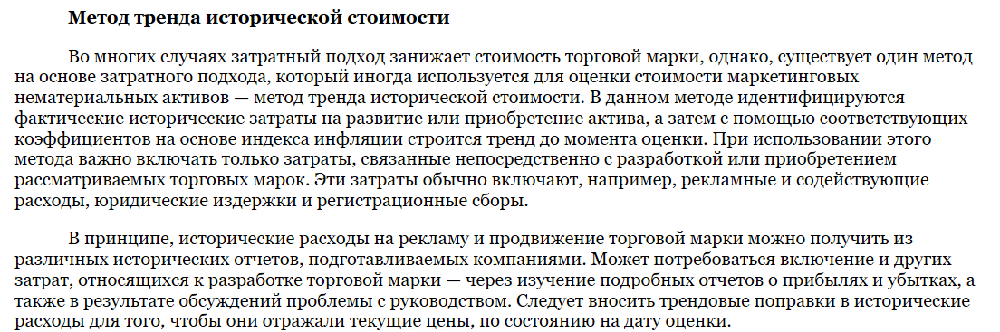 Метод тренда исторической стоимости
Во многих случаях затратный подход занижает стоимость торговой марки, однако, существует один метод
на основе затратного подхода, который иногда используется для оценки стоимости маркетинговых
нематериальных активов — метод тренда исторической стоимости. В данном методе идентифицируются
фактические исторические затраты на развитие или приобретение актива, а затем с помощью соответствующих
коэффициентов на основе индекса инфляции строится тренд до момента оценки. При использовании этого
метода важно включать только затраты, связанные непосредственно с разработкой или приобретением
рассматриваемых торговых марок. Эти затраты обычно включают, например, рекламные и содействующие
расходы, юридические издержки и регистрационные сборы.
В принципе, исторические расходы на рекламу и продвижение торговой марки можно получить из
различных исторических отчетов, подготавливаемых компаниями. Может потребоваться включение и других
затрат, относящихся к разработке торговой марки — через изучение подробных отчетов о прибылях и убытках, а
также в результате обсуждений проблемы с руководством. Следует вносить трендовые поправки в исторические
расходы для того, чтобы они отражали текущие цены, по состоянию на дату оценки.